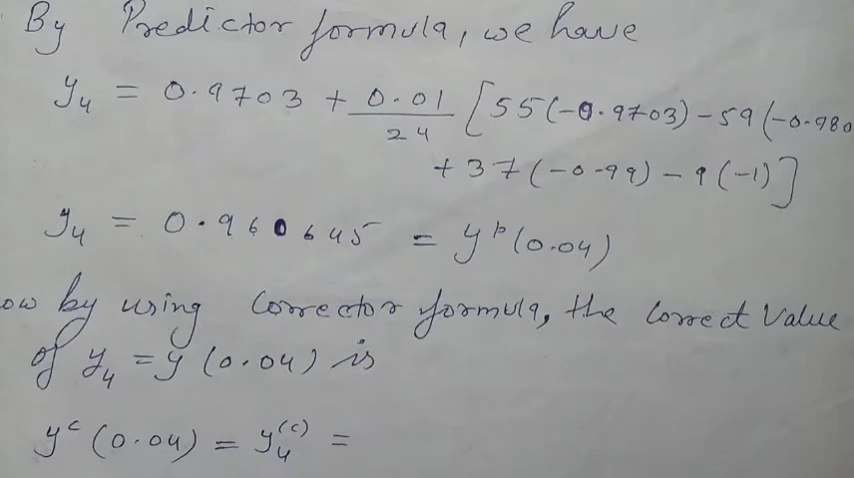 By Predictor formula, we have
y₄ = 0.9703 + 0.01/24 [55(-0.9703) - 59(-0.980
+ 37(-0.99) - 9(-1)]
y₄ = 0.960645 = yᵖ(0.04)
ow by using Corrector formula, the Correct Value
of y₄ = y(0.04) is
yᶜ(0.04) = y₄⁽ᶜ⁾ =